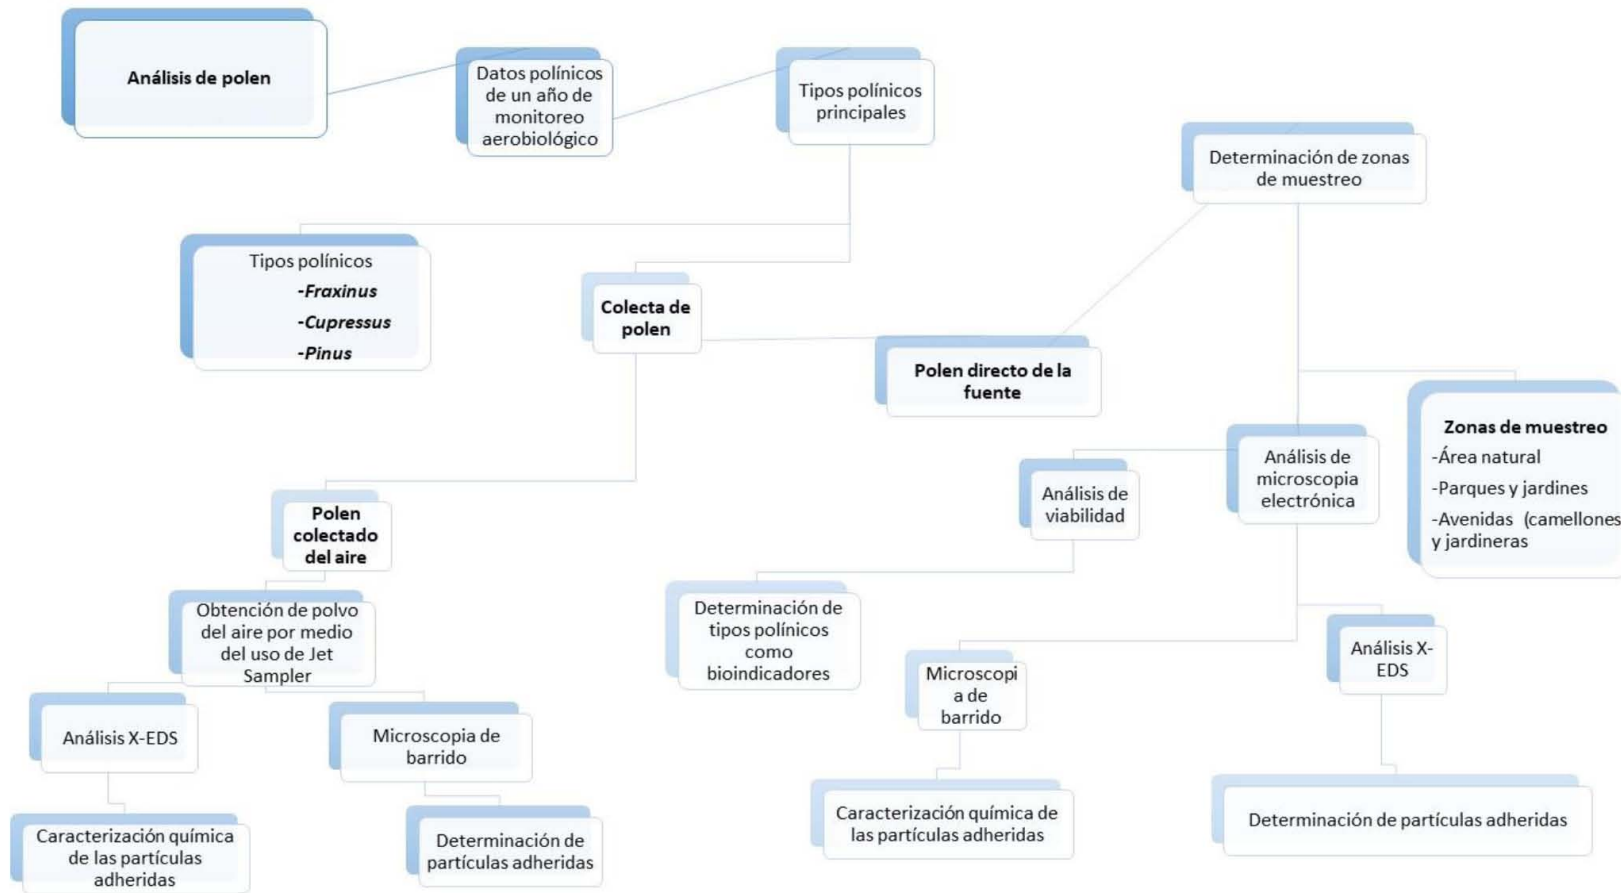 Análisis de polen
Datos polínicos
de un año de
monitoreo
aerobiológico
Tipos polínicos
principales
Determinación de zonas
de muestreo
Tipos polínicos
-Fraxinus
-Cupressus
-Pinus
Colecta de
polen
Polen directo de la
fuente
Zonas de muestreo
-Área natural
-Parques y jardines
-Avenidas (camellones
y jardineras
Análisis de
microscopia
electrónica
Análisis de
viabilidad
Polen
colectado
del aire
Obtención de polvo
del aire por medio
del uso de Jet
Sampler
Determinación de
tipos polínicos
como
bioindicadores
Microscopi
a de
barrido
Análisis X-
EDS
Análisis X-EDS
Microscopia de
barrido
Caracterización química de
las partículas adheridas
Determinación de partículas adheridas
Caracterización química
de las partículas
adheridas
Determinación de
partículas adheridas